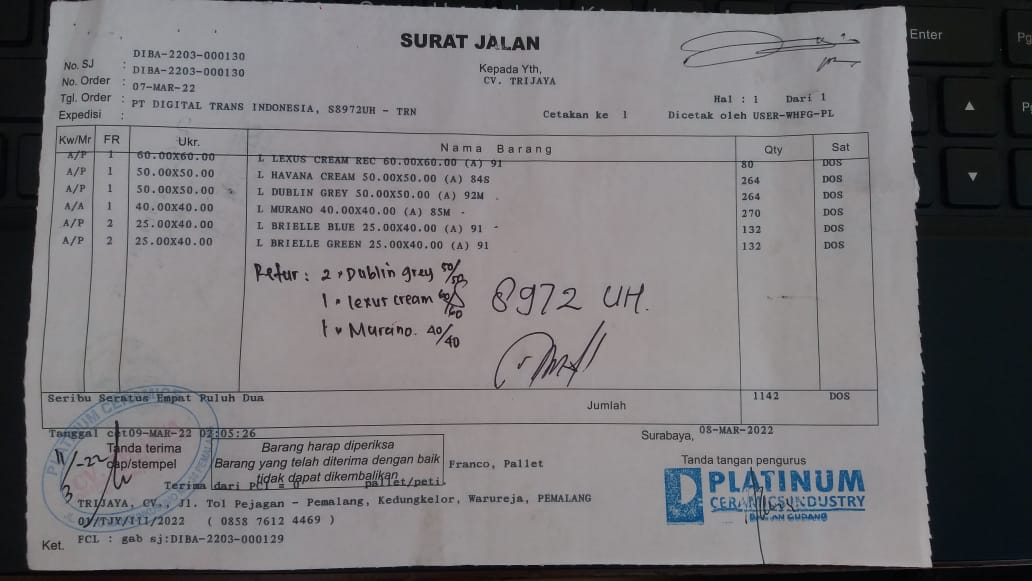 SURAT JALAN
No. SJ : DIBA-2203-000130
No. Order : DIBA-2203-000130
Tgl. Order : 07-MAR-22
Expedisi : PT DIGITAL TRANS INDONESIA, S8972UH - TRN
Kepada Yth,
CV. TRIJAYA
Hal : 1 Dari 1
Cetakan ke 1 Dicetak oleh USER-WHFG-PL
Kw/Mr FR Ukr. Nama Barang Qty Sat
A/P 1 60.00X60.00 L LEXUS CREAM REC 60.00X60.00 (A) 91 80 DOS
A/P 1 50.00X50.00 L HAVANA CREAM 50.00X50.00 (A) 84S 264 DOS
A/P 1 50.00X50.00 L DUBLIN GREY 50.00X50.00 (A) 92M 264 DOS
A/A 1 40.00X40.00 L MURANO 40.00X40.00 (A) 85M 270 DOS
A/P 2 25.00X40.00 L BRIELLE BLUE 25.00X40.00 (A) 91 132 DOS
A/P 2 25.00X40.00 L BRIELLE GREEN 25.00X40.00 (A) 91 132 DOS
Retur : 2 Dublin grey 50/50
1 lexur cream 60/60
1 Murano. 40/40
8972 UH.
Seribu Seratus Empat Puluh Dua Jumlah 1142 DOS
Tanggal cet09-MAR-22 02:05:26
Surabaya, 08-MAR-2022
Tanda terima
cap/stempel
11/3-22
Barang harap diperiksa
Barang yang telah diterima dengan baik
tidak dapat dikembalikan
Franco, Pallet
Terima dari PCI = 0 pallet/peti.
Tanda tangan pengurus
PLATINUM
CERAMICS INDUSTRY
BAGIAN GUDANG
PLATINUM CERAMICS
TRIJAYA, CV., Jl. Tol Pejagan - Pemalang, Kedungkelor, Warureja, PEMALANG
/TJY/III/2022 ( 0858 7612 4469 )
Ket. FCL : gab sj:DIBA-2203-000129
Enter
Pg
Pg